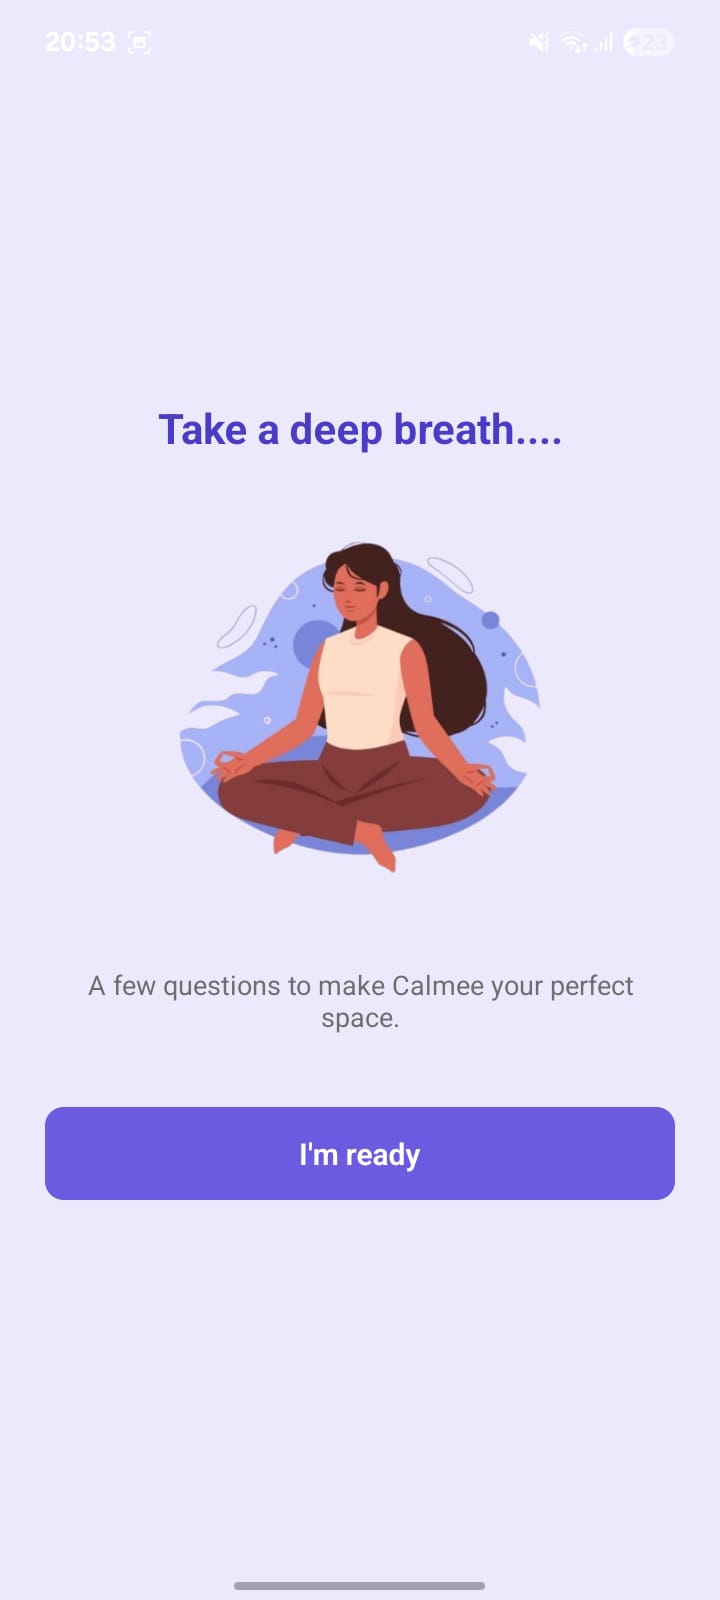 20:53
23
Take a deep breath....
A few questions to make Calmee your perfect
space.
I'm ready